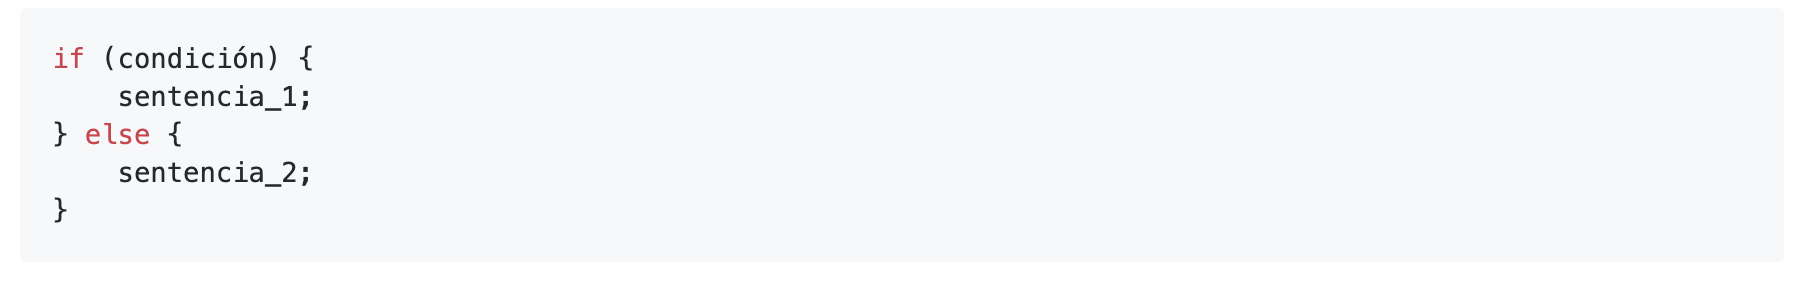 if (condición) {
    sentencia_1;
} else {
    sentencia_2;
}